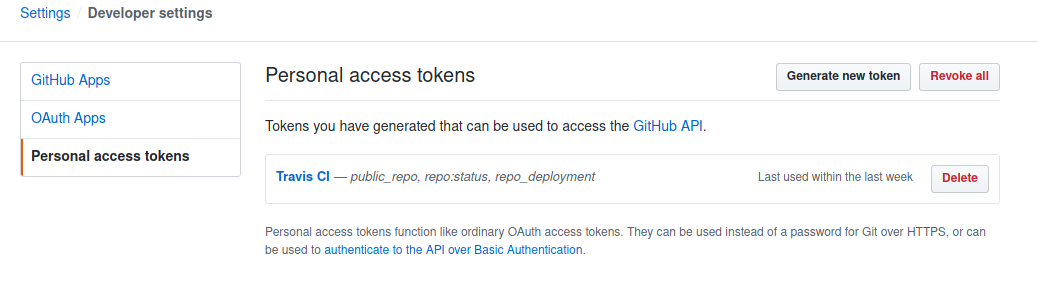 Settings / Developer settings
GitHub Apps
OAuth Apps
Personal access tokens
Personal access tokens
Generate new token
Revoke all
Tokens you have generated that can be used to access the GitHub API.
Travis CI — public_repo, repo:status, repo_deployment
Last used within the last week
Delete
Personal access tokens function like ordinary OAuth access tokens. They can be used instead of a password for Git over HTTPS, or can
be used to authenticate to the API over Basic Authentication.